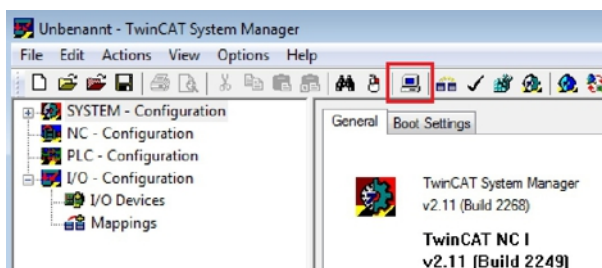 Unbenannt - TwinCAT System Manager
File Edit Actions View Options Help
SYSTEM - Configuration
NC - Configuration
PLC - Configuration
I/O - Configuration
I/O Devices
Mappings
General Boot Settings
TwinCAT System Manager
v2.11 (Build 2268)
TwinCAT NC I
v2.11 (Build 2249)